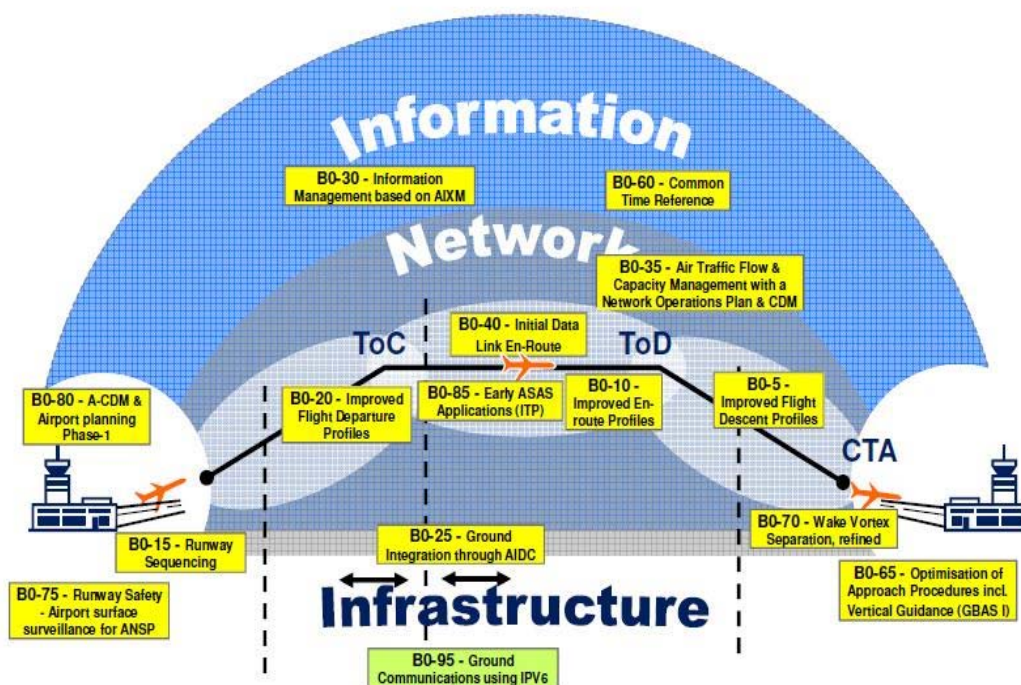 Information
B0-30 - Information
Management based on AIXM
B0-60 - Common
Time Reference
Network
B0-35 - Air Traffic Flow &
Capacity Management with a
Network Operations Plan & CDM
ToC
B0-40 - Initial Data
Link En-Route
ToD
B0-80 - A-CDM &
Airport planning
Phase-1
B0-20 - Improved
Flight Departure
Profiles
B0-85 - Early ASAS
Applications (ITP)
B0-10 -
Improved En-
route Profiles
B0-5 -
Improved Flight
Descent Profiles
CTA
B0-15 - Runway
Sequencing
B0-25 - Ground
Integration through AIDC
B0-70 - Wake Vortex
Separation, refined
B0-75 - Runway Safety
- Airport surface
surveillance for ANSP
Infrastructure
B0-65 - Optimisation of
Approach Procedures incl.
Vertical Guidance (GBAS I)
B0-95 - Ground
Communications using IPV6